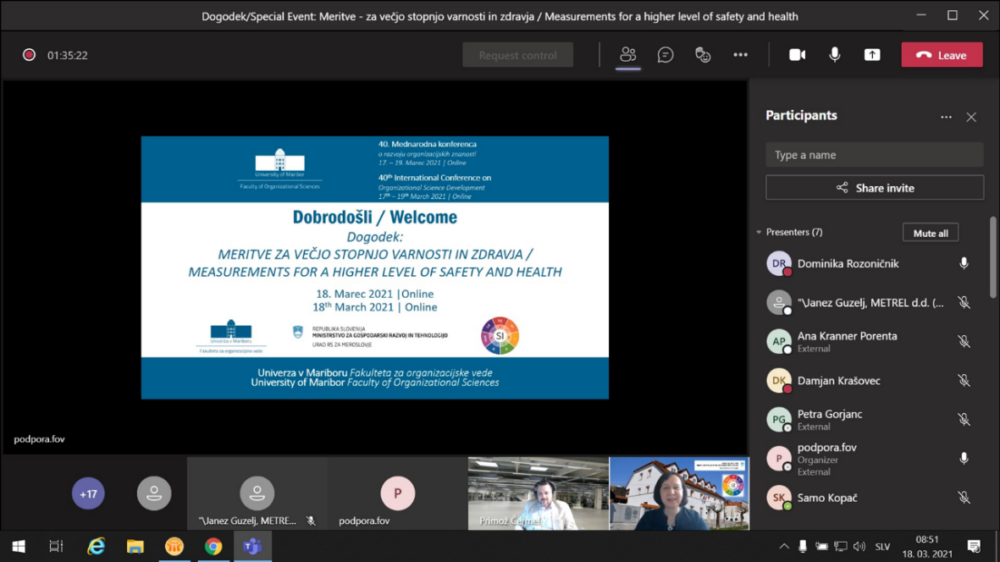 Dogodek/Special Event: Meritve - za večjo stopnjo varnosti in zdravja / Measurements for a higher level of safety and health
01:35:22
Request control
Leave
40. Mednarodna konferenca
o razvoju organizacijskih znanosti
17. – 19. Marec 2021 | Online
University of Maribor
Faculty of Organizational Sciences
40th International Conference on
Organizational Science Development
17th – 19th March 2021 | Online
Dobrodošli / Welcome
Dogodek:
MERITVE ZA VEČJO STOPNJO VARNOSTI IN ZDRAVJA /
MEASUREMENTS FOR A HIGHER LEVEL OF SAFETY AND HEALTH
18. Marec 2021 |Online
18th March 2021 | Online
Univerza v Mariboru
Fakulteta za organizacijske vede
REPUBLIKA SLOVENIJA
MINISTRSTVO ZA GOSPODARSKI RAZVOJ IN TEHNOLOGIJO
URAD RS ZA MEROSLOVJE
SI
Univerza v Mariboru Fakulteta za organizacijske vede
University of Maribor Faculty of Organizational Sciences
podpora.fov
+17
"\Janez Guzelj, METRE...
P
podpora.fov
Primož Čermelj
Participants
Type a name
Share invite
Presenters (7)
Mute all
DR
Dominika Rozoničnik
"\Janez Guzelj, METREL d.d. (...
AP
Ana Kranner Porenta
External
DK
Damjan Krašovec
PG
Petra Gorjanc
External
P
podpora.fov
Organizer
External
SK
Samo Kopač
SLV
08:51
18. 03. 2021